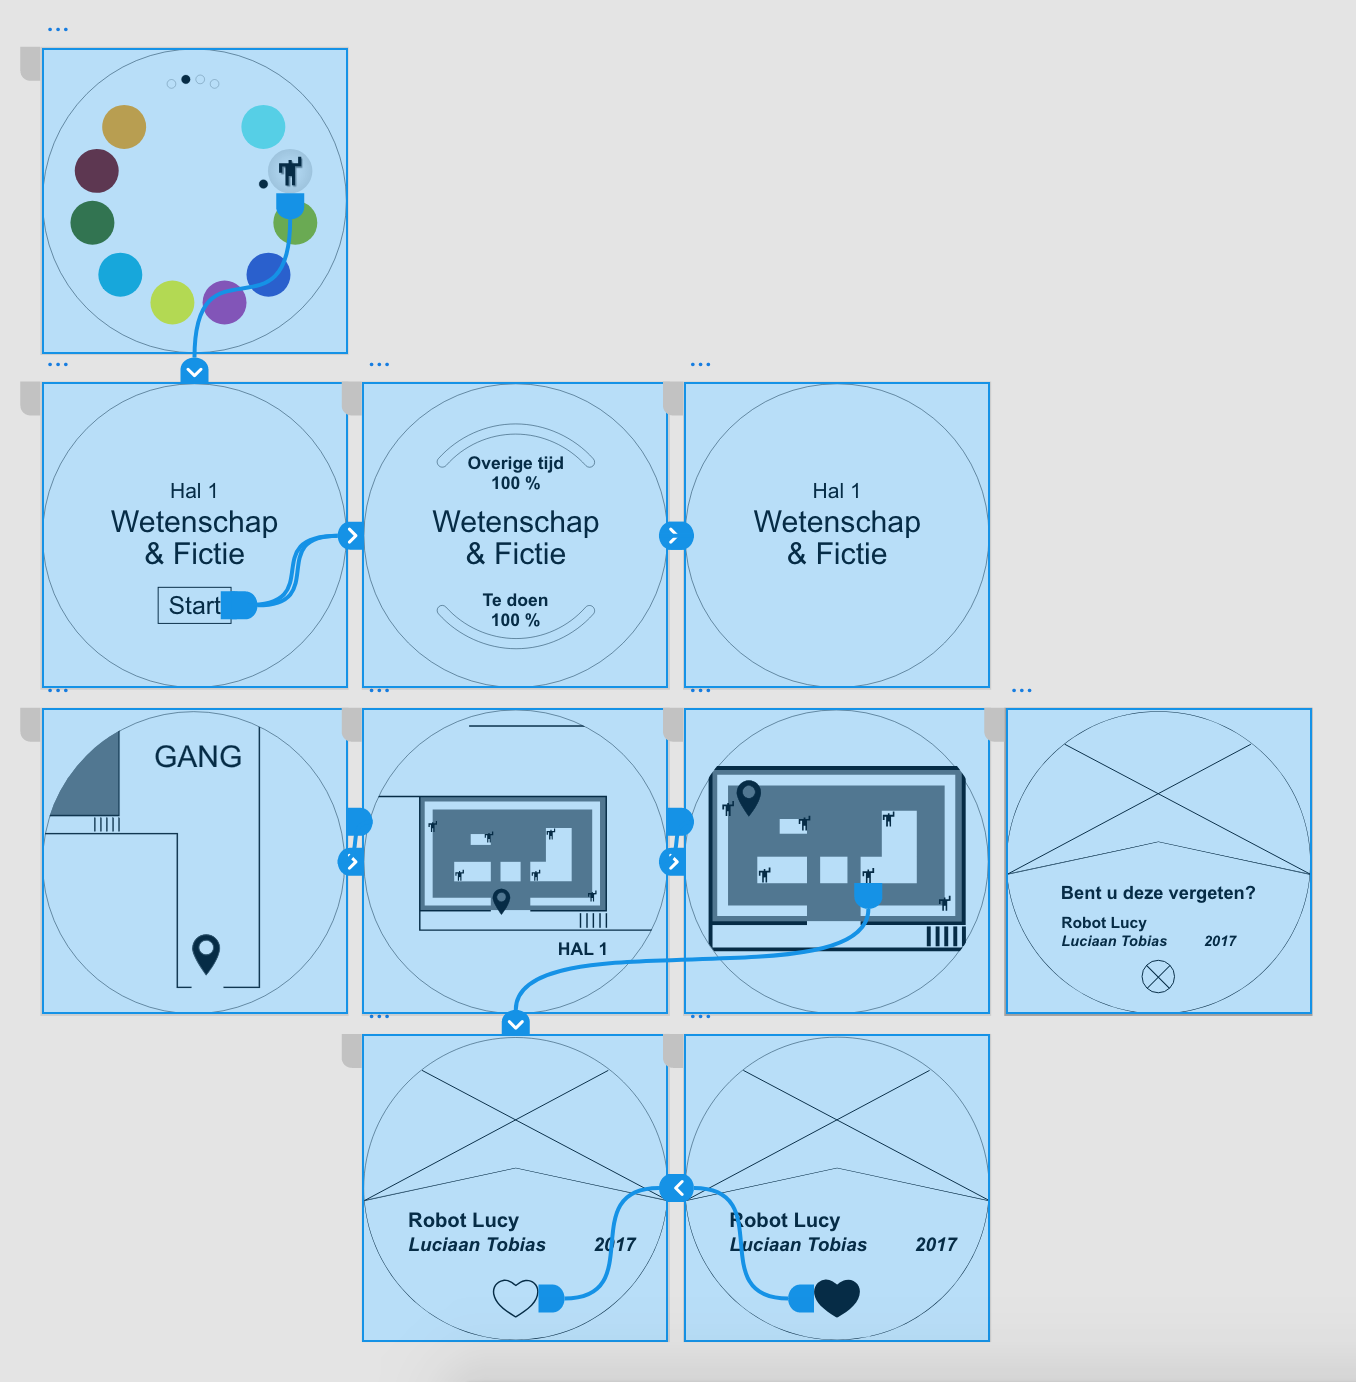 Hal 1
Wetenschap
& Fictie
Start
Overige tijd
100 %
Wetenschap
& Fictie
Te doen
100 %
Hal 1
Wetenschap
& Fictie
GANG
HAL 1
Bent u deze vergeten?
Robot Lucy
Luciaan Tobias 2017
Robot Lucy
Luciaan Tobias 2017
Robot Lucy
Luciaan Tobias 2017